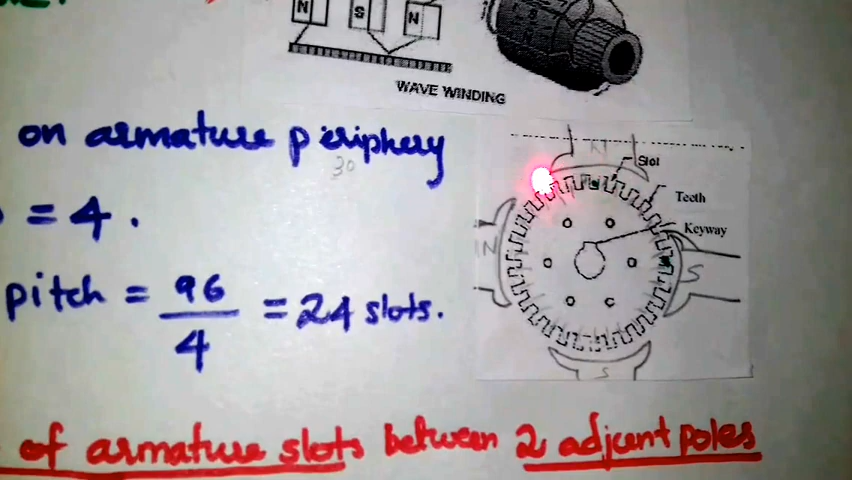 N S N
WAVE WINDING
on armature periphery
30
Slot
Teeth
Keyway
N
S
S
= 4 .
pitch = 96/4 = 24 slots.
of armature slots between 2 adjcent poles